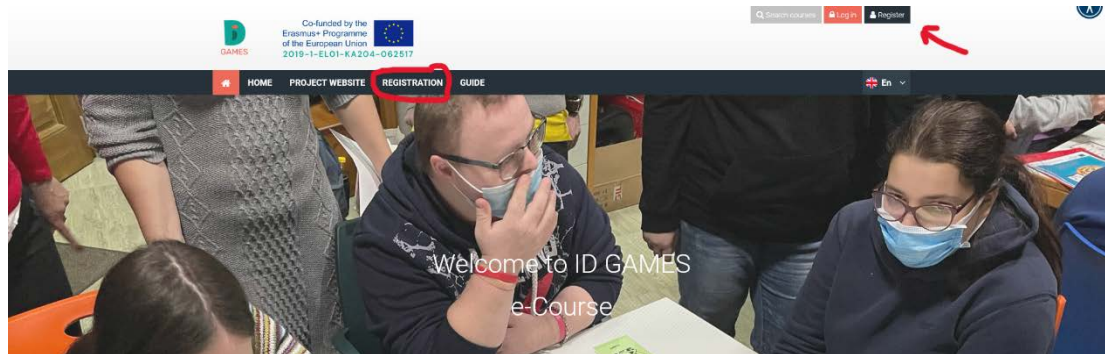 Search courses
Log in
Register
GAMES
Co-funded by the
Erasmus+ Programme
of the European Union
2019-1-EL01-KA204-062517
HOME PROJECT WEBSITE REGISTRATION GUIDE
En
Welcome to ID GAMES
e-Course